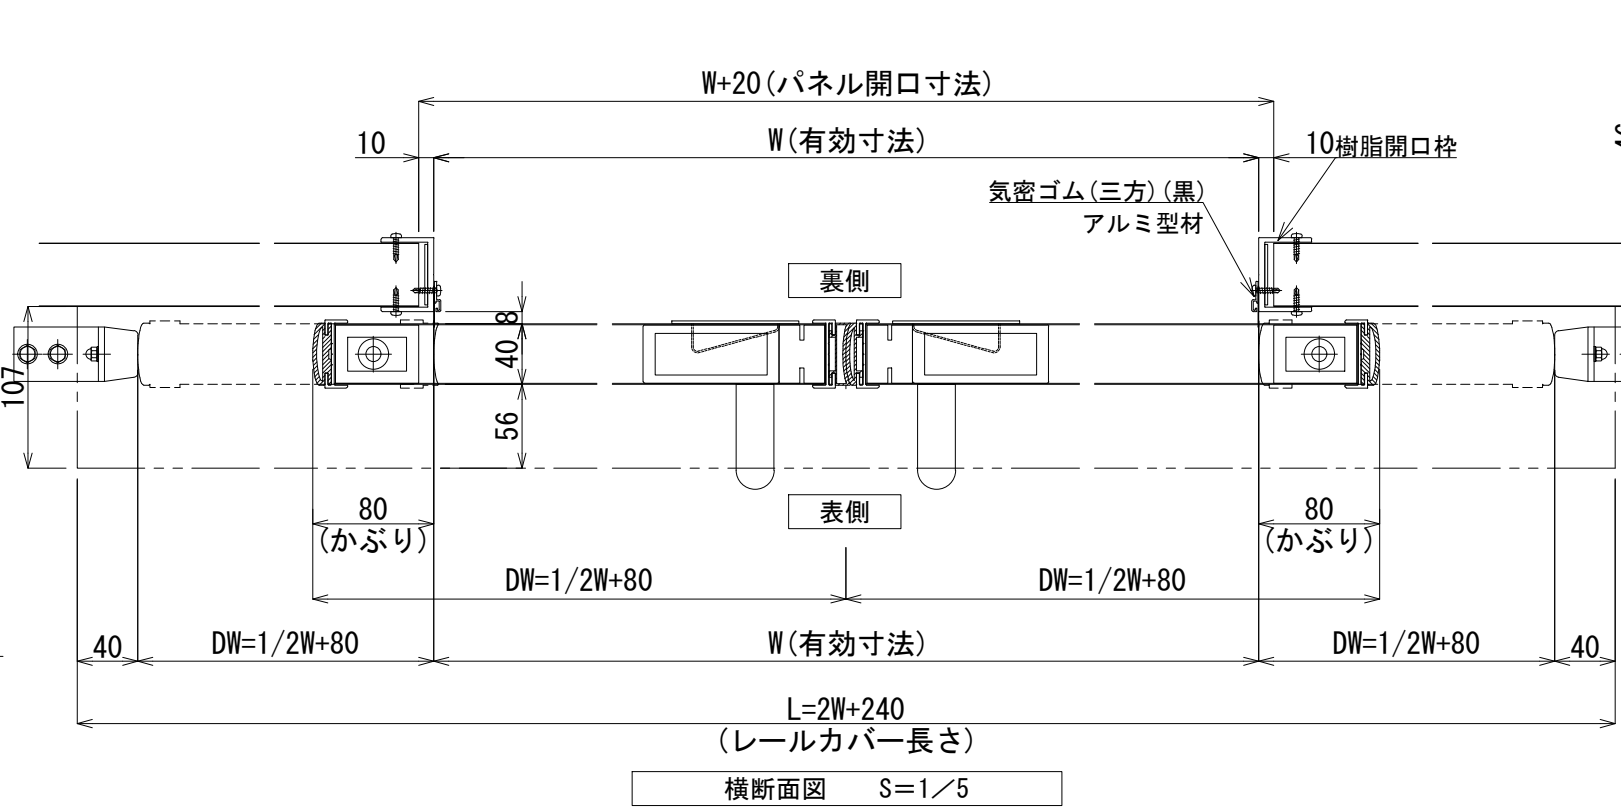 W+20(パネル開口寸法)
10
W(有効寸法)
10樹脂開口枠
気密ゴム(三方)(黒)
アルミ型材
裏側
8
40
107
56
表側
80
(かぶり)
80
(かぶり)
DW=1/2W+80
DW=1/2W+80
40
DW=1/2W+80
W(有効寸法)
DW=1/2W+80
40
L=2W+240
(レールカバー長さ)
横断面図 S=1/5